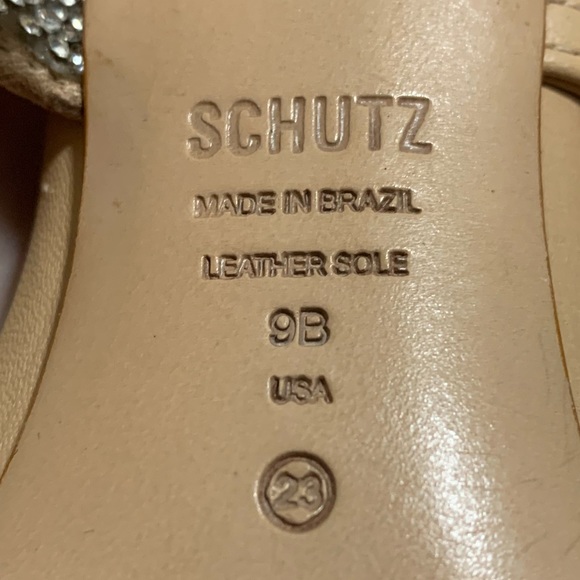 SCHUTZ
MADE IN BRAZIL
LEATHER SOLE
9B
USA
23